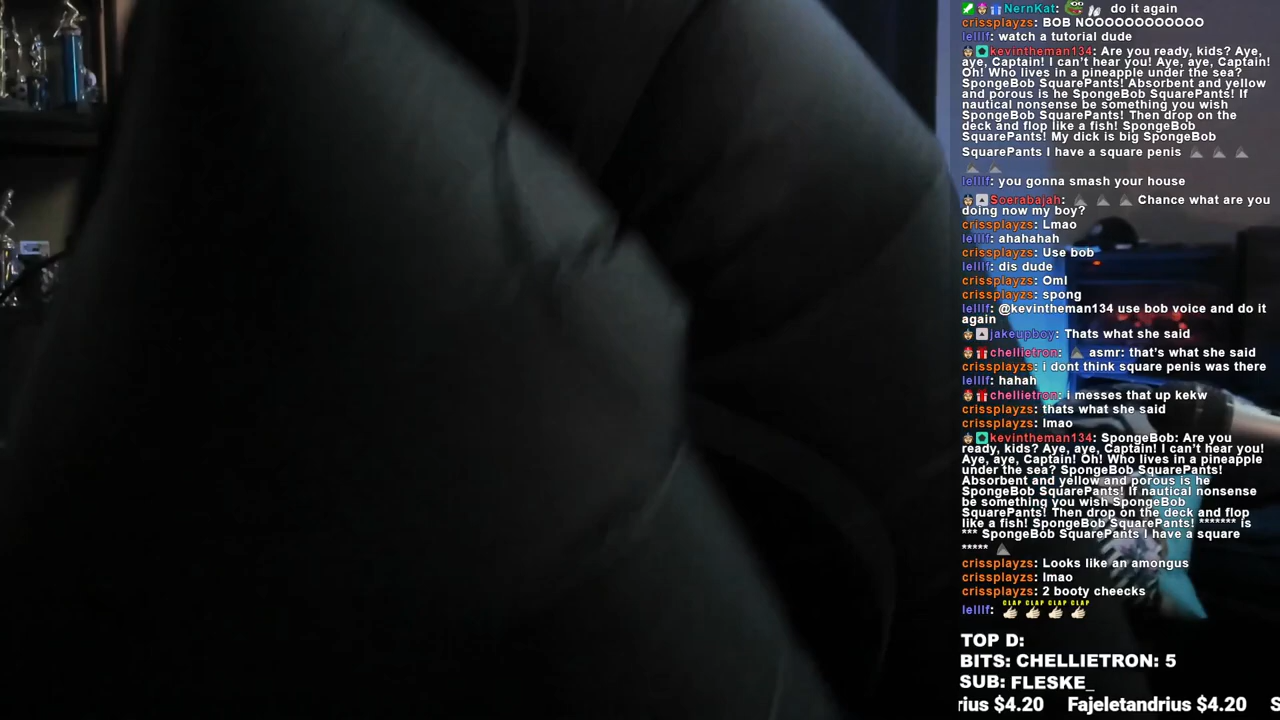 NernKat: do it again
crissplayzs: BOB NOOOOOOOOOOOO
lelllf: watch a tutorial dude
kevintheman134: Are you ready, kids? Aye,
aye, Captain! I can't hear you! Aye, aye, Captain!
Oh! Who lives in a pineapple under the sea?
SpongeBob SquarePants! Absorbent and yellow
and porous is he SpongeBob SquarePants! If
nautical nonsense be something you wish
SpongeBob SquarePants! Then drop on the
deck and flop like a fish! SpongeBob
SquarePants! My dick is big SpongeBob
SquarePants I have a square penis
lelllf: you gonna smash your house
Soerabajah: Chance what are you
doing now my boy?
crissplayzs: Lmao
lelllf: ahahahah
crissplayzs: Use bob
lelllf: dis dude
crissplayzs: Oml
crissplayzs: spong
lelllf: @kevintheman134 use bob voice and do it
again
jakeupboy: Thats what she said
chellietron: asmr: that's what she said
crissplayzs: i dont think square penis was there
lelllf: hahah
chellietron: i messes that up kekw
crissplayzs: thats what she said
crissplayzs: lmao
kevintheman134: SpongeBob: Are you
ready, kids? Aye, aye, Captain! I can't hear you!
Aye, aye, Captain! Oh! Who lives in a pineapple
under the sea? SpongeBob SquarePants!
Absorbent and yellow and porous is he
SpongeBob SquarePants! If nautical nonsense
be something you wish SpongeBob
SquarePants! Then drop on the deck and flop
like a fish! SpongeBob SquarePants! ******* is
*** SpongeBob SquarePants I have a square
*****
crissplayzs: Looks like an amongus
crissplayzs: lmao
crissplayzs: 2 booty cheecks
lelllf: CLAP CLAP CLAP CLAP
TOP D:
BITS: CHELLIETRON: 5
SUB: FLESKE_
rius $4.20 Fajeletandrius $4.20 S